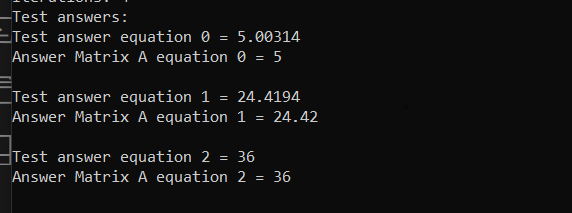 Test answers:
Test answer equation 0 = 5.00314
Answer Matrix A equation 0 = 5
Test answer equation 1 = 24.4194
Answer Matrix A equation 1 = 24.42
Test answer equation 2 = 36
Answer Matrix A equation 2 = 36